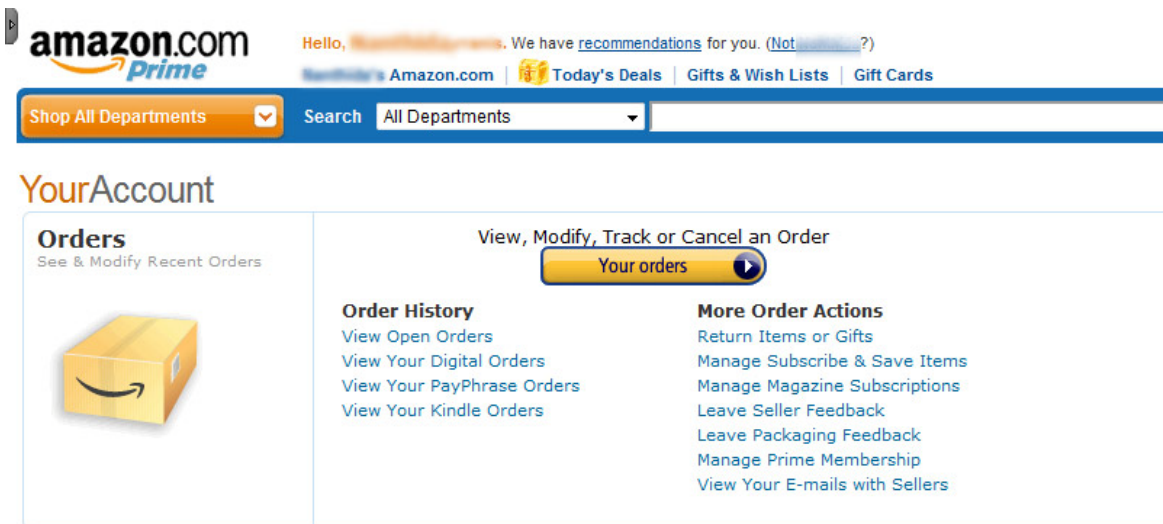 amazon.com
Prime
Hello, . We have recommendations for you. (Not ?)
Amazon.com | Today's Deals | Gifts & Wish Lists | Gift Cards
Shop All Departments Search All Departments
YourAccount
Orders
See & Modify Recent Orders
View, Modify, Track or Cancel an Order
Your orders
Order History
View Open Orders
View Your Digital Orders
View Your PayPhrase Orders
View Your Kindle Orders
More Order Actions
Return Items or Gifts
Manage Subscribe & Save Items
Manage Magazine Subscriptions
Leave Seller Feedback
Leave Packaging Feedback
Manage Prime Membership
View Your E-mails with Sellers